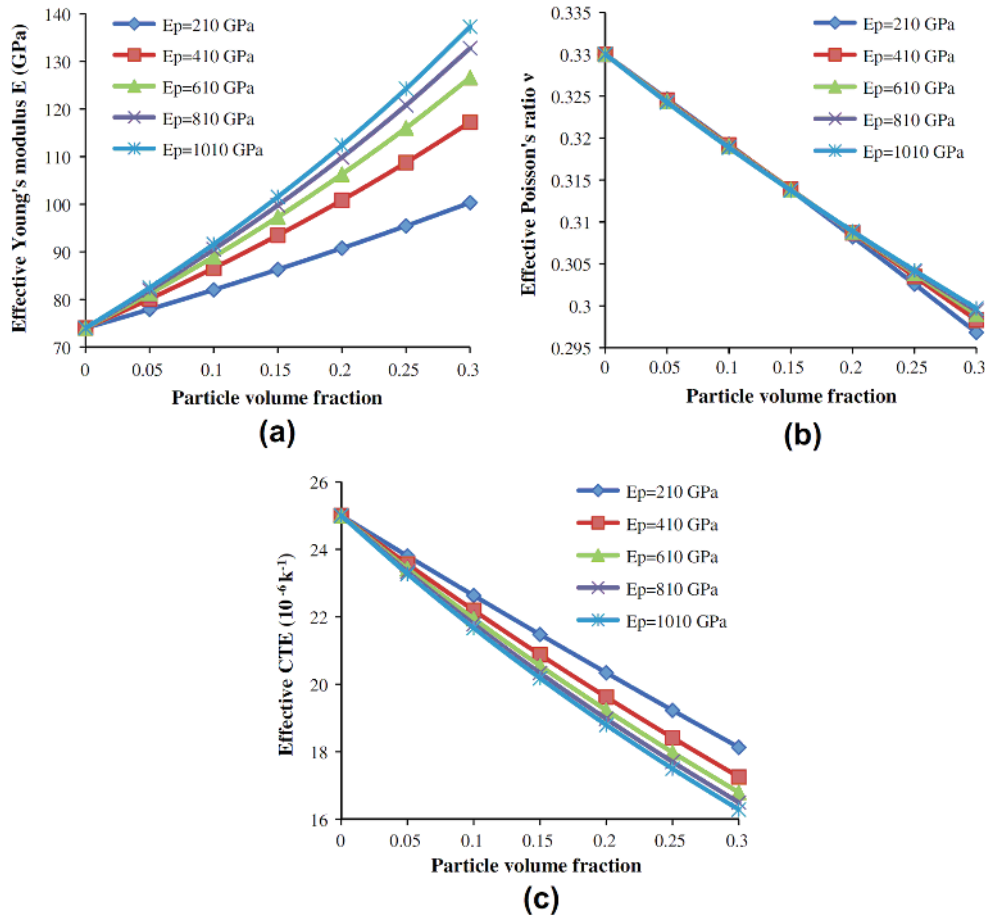 Effective Young's modulus E (GPa)
140
130
120
110
100
90
80
70
0
0.05
0.1
0.15
0.2
0.25
0.3
Ep=210 GPa
Ep=410 GPa
Ep=610 GPa
Ep=810 GPa
Ep=1010 GPa
Particle volume fraction
(a)
Effective Poisson's ratio ν
0.335
0.33
0.325
0.32
0.315
0.31
0.305
0.3
0.295
0
0.05
0.1
0.15
0.2
0.25
0.3
Ep=210 GPa
Ep=410 GPa
Ep=610 GPa
Ep=810 GPa
Ep=1010 GPa
Particle volume fraction
(b)
Effective CTE (10⁻⁶k⁻¹)
26
24
22
20
18
16
0
0.05
0.1
0.15
0.2
0.25
0.3
Ep=210 GPa
Ep=410 GPa
Ep=610 GPa
Ep=810 GPa
Ep=1010 GPa
Particle volume fraction
(c)